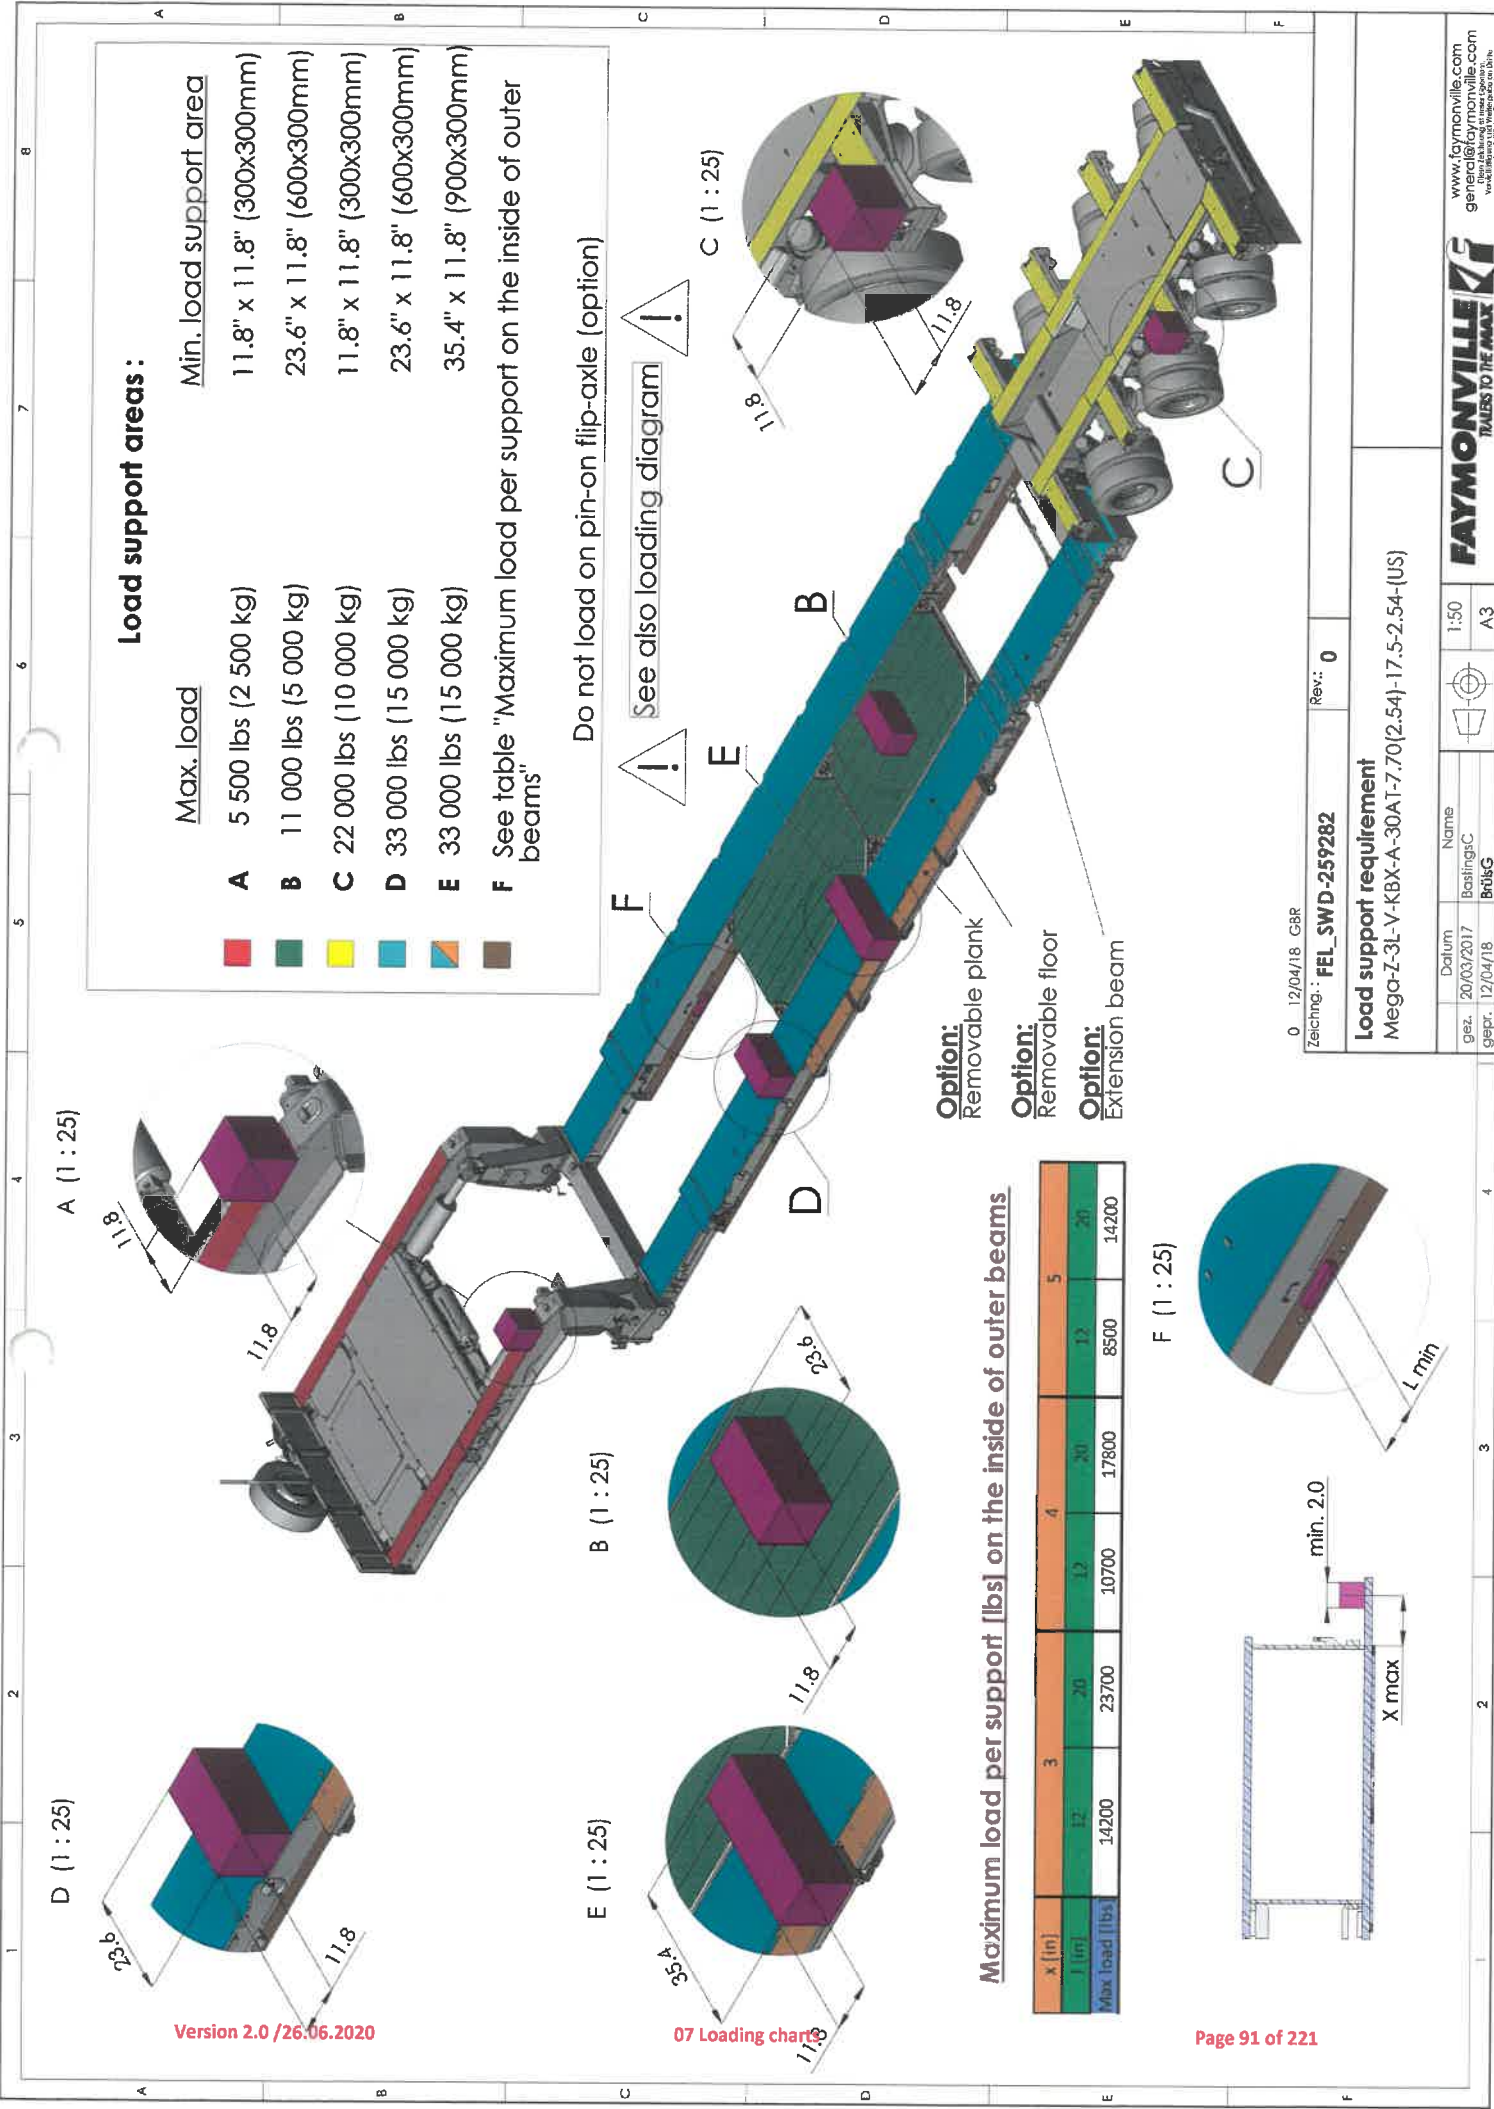 Load support areas :
Max. load
Min. load support area
A 5 500 lbs (2 500 kg) 11.8" x 11.8" (300x300mm)
B 11 000 lbs (5 000 kg) 23.6" x 11.8" (600x300mm)
C 22 000 lbs (10 000 kg) 11.8" x 11.8" (300x300mm)
D 33 000 lbs (15 000 kg) 23.6" x 11.8" (600x300mm)
E 33 000 lbs (15 000 kg) 35.4" x 11.8" (900x300mm)
F See table "Maximum load per support on the inside of outer
beams"
Do not load on pin-on flip-axle (option)
See also loading diagram
D (1 : 25)
23.6
11.8
A (1 : 25)
11.8
11.8
C (1 : 25)
11.8
11.8
E (1 : 25)
35.4
11.8
B (1 : 25)
23.6
11.8
F
E
B
D
C
Option:
Removable plank
Option:
Removable floor
Option:
Extension beam
Maximum load per support [lbs] on the inside of outer beams
x [in] 3 4 5
J [in] 12 20 12 20 12 20
Max load [lbs] 14200 23700 10700 17800 8500 14200
F (1 : 25)
L min
min. 2.0
X max
0 12/04/18 GBR
Zeichng.: FEL_SWD-259282
Rev.: 0
Load support requirement
Mega-Z-3L-V-KBX-A-30AT-7.70(2.54)-17.5-2.54-(US)
Datum Name
gez. 20/03/2017 BastingsC
gepr. 12/04/18 BrülsG
1:50
A3
FAYMONVILLE
TRAILERS TO THE MAX
www.faymonville.com
general@faymonville.com
1 2 3 4 5 6 7 8
A B C D E F
A B C D E F
1 2 3 4
Version 2.0 /26.06.2020
07 Loading charts
Page 91 of 221